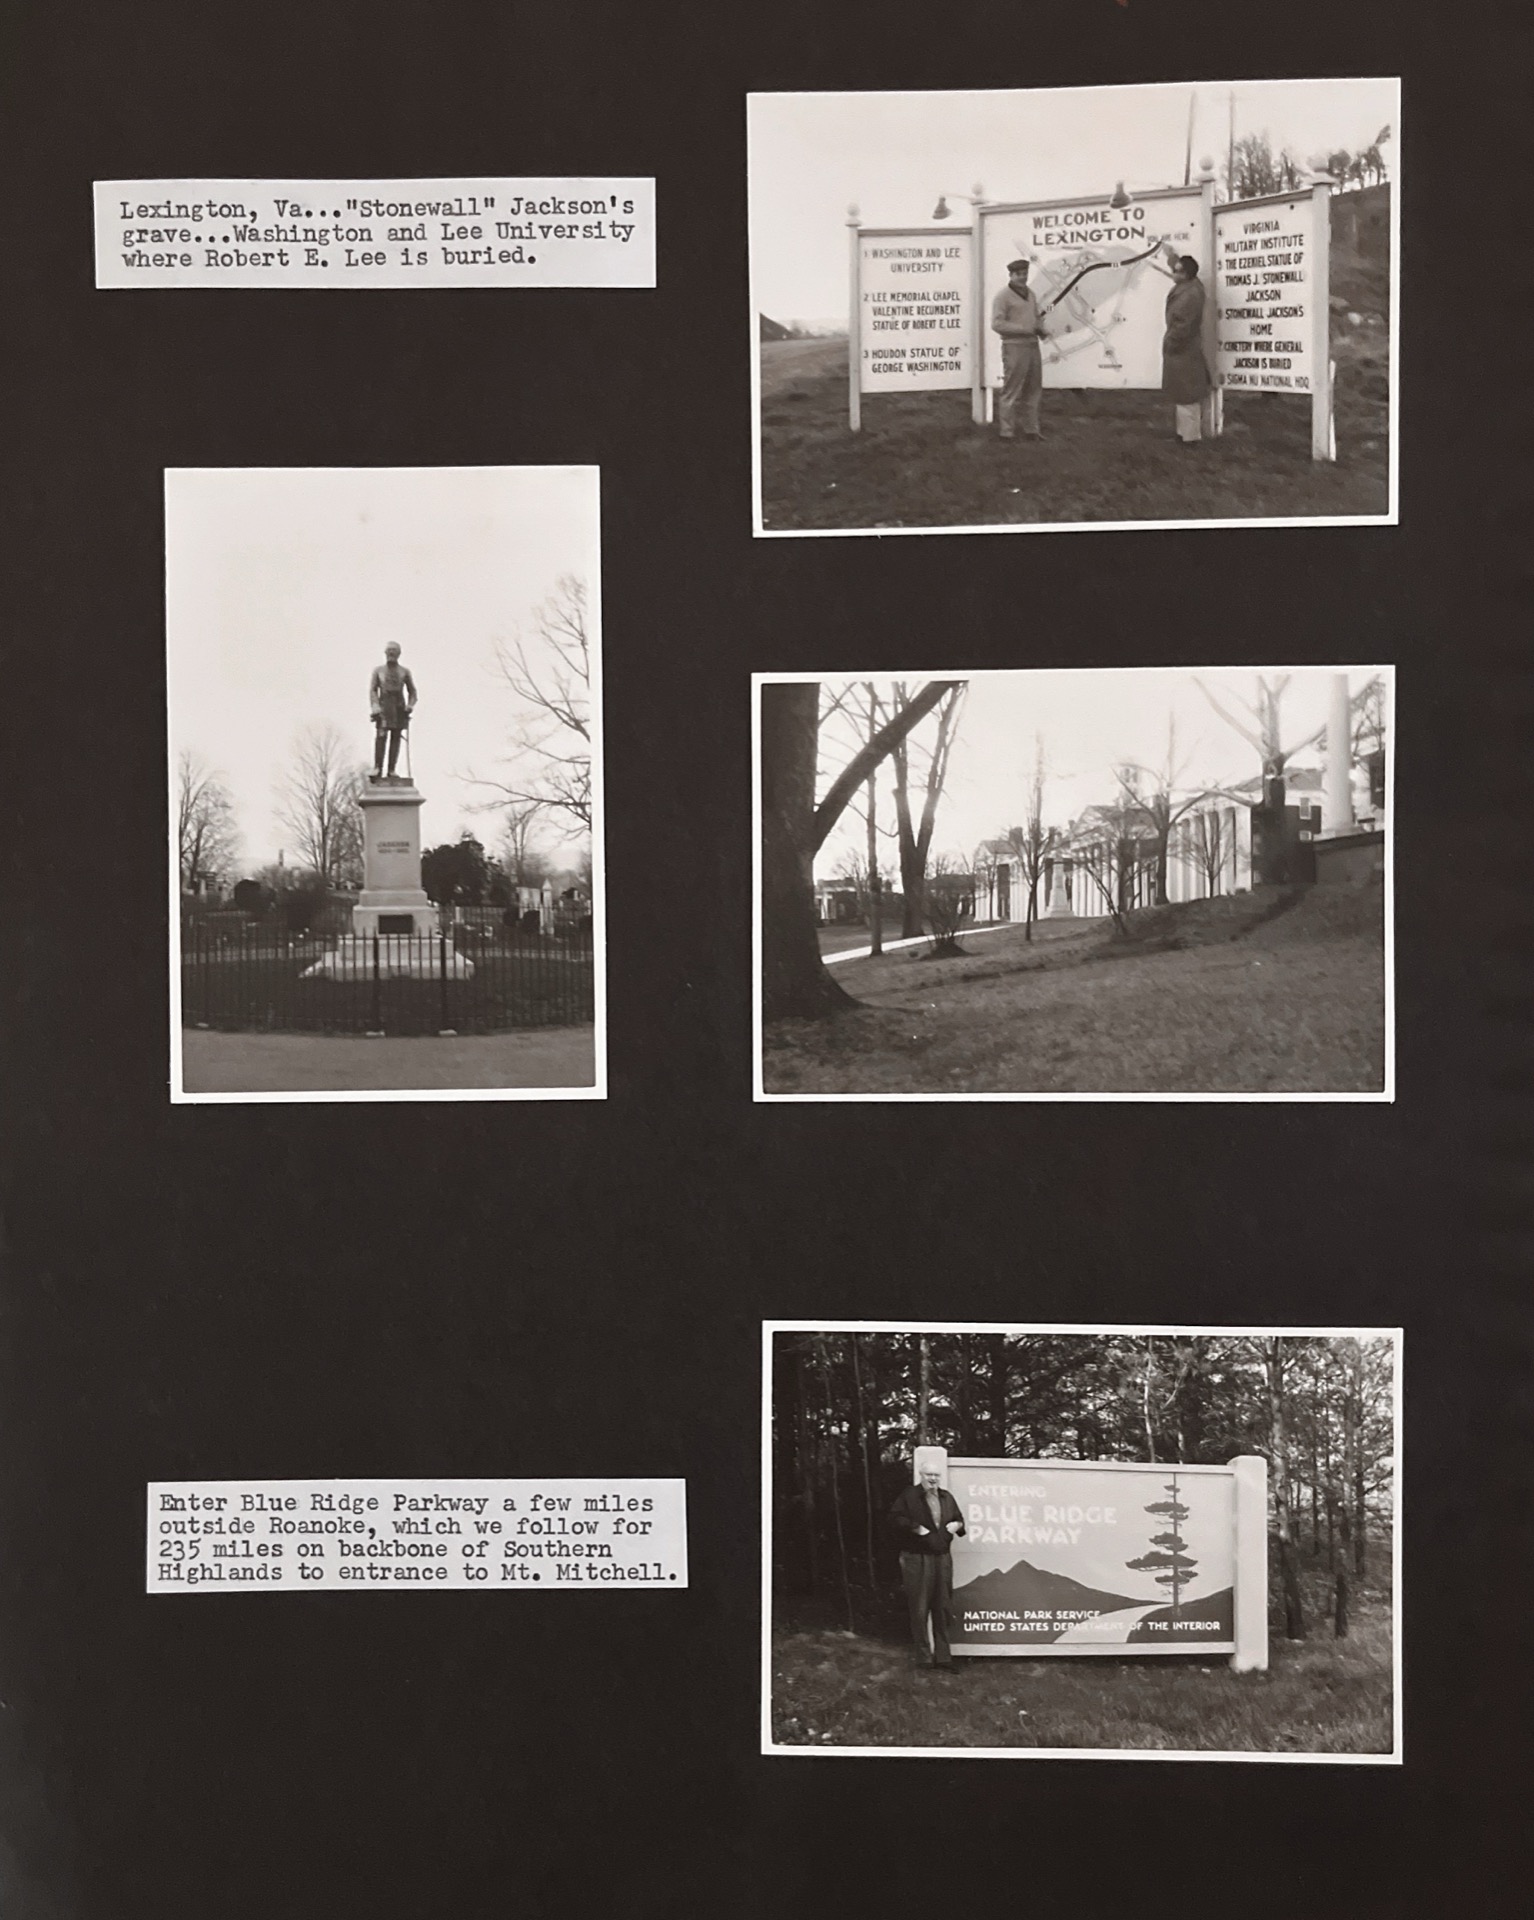 Lexington, Va..."Stonewall" Jackson's
grave...Washington and Lee University
where Robert E. Lee is buried.
1 WASHINGTON AND LEE
UNIVERSITY
2 LEE MEMORIAL CHAPEL
VALENTINE RECUMBENT
STATUE OF ROBERT E. LEE
3 HOUDON STATUE OF
GEORGE WASHINGTON
WELCOME TO
LEXINGTON
YOU ARE HERE
4 VIRGINIA
MILITARY INSTITUTE
5 THE EZEKIEL STATUE OF
THOMAS J. STONEWALL
JACKSON
6 STONEWALL JACKSON'S
HOME
7 CEMETERY WHERE GENERAL
JACKSON IS BURIED
8 SIGMA NU NATIONAL HDQ
JACKSON
Enter Blue Ridge Parkway a few miles
outside Roanoke, which we follow for
235 miles on backbone of Southern
Highlands to entrance to Mt. Mitchell.
ENTERING
BLUE RIDGE
PARKWAY
NATIONAL PARK SERVICE
UNITED STATES DEPARTMENT OF THE INTERIOR